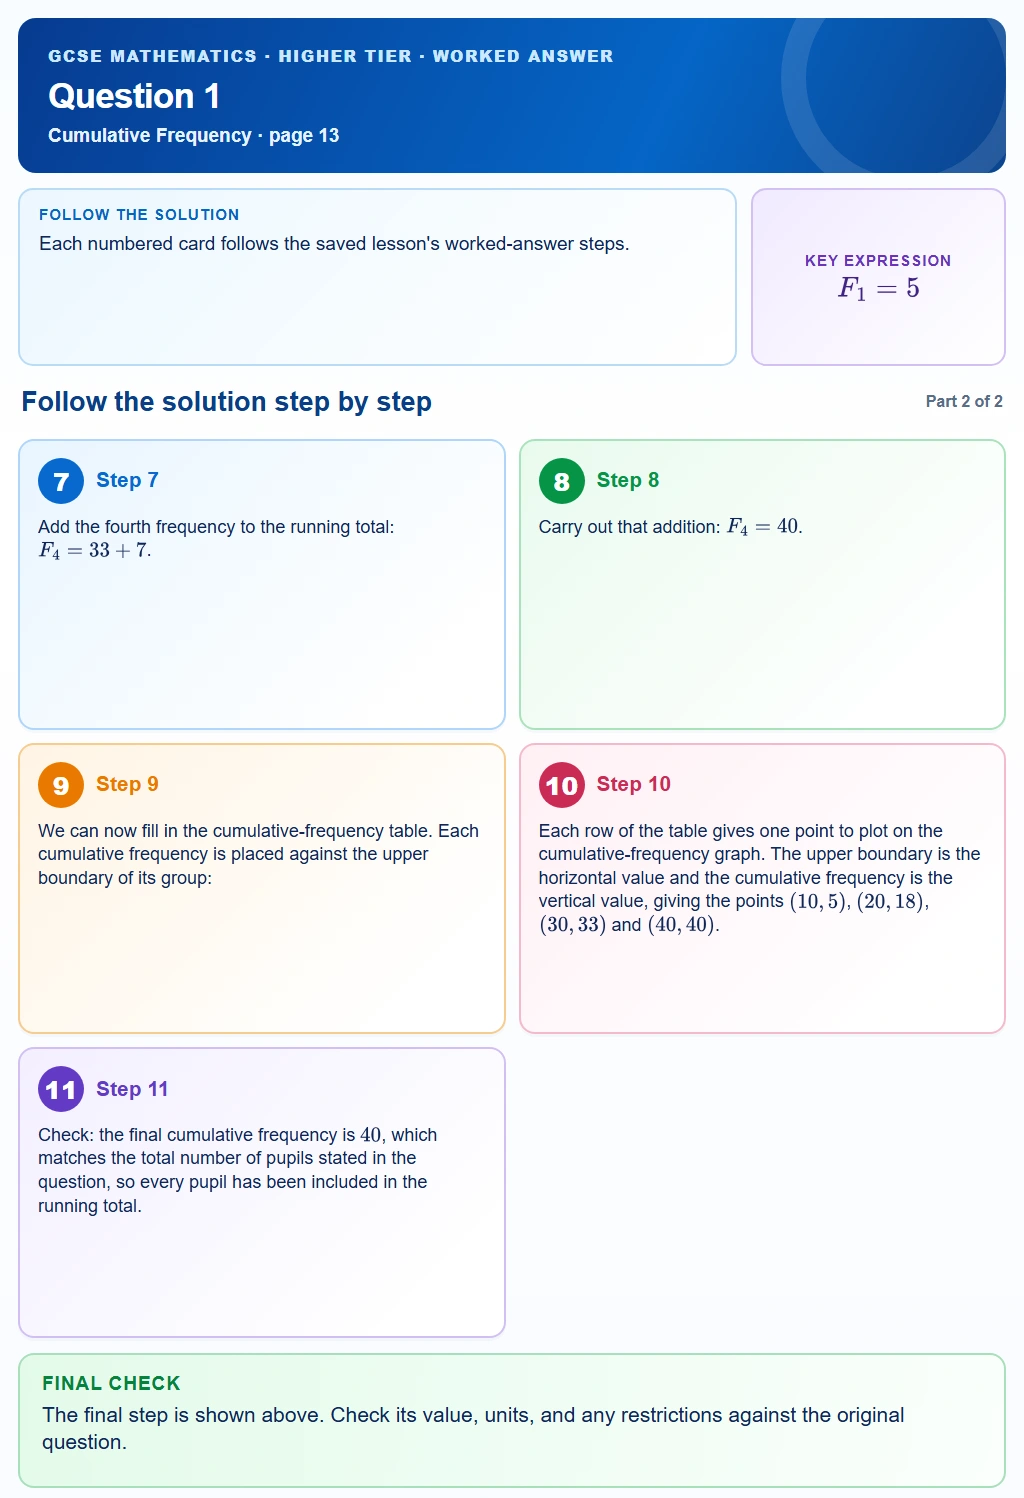 GCSE MATHEMATICS · HIGHER TIER · WORKED ANSWER
Question 1
Cumulative Frequency · page 13
FOLLOW THE SOLUTION
Each numbered card follows the saved lesson's worked-answer steps.
KEY EXPRESSION
F₁ = 5
Follow the solution step by step
Part 2 of 2
7 Step 7
Add the fourth frequency to the running total:
F₄ = 33 + 7.
8 Step 8
Carry out that addition: F₄ = 40.
9 Step 9
We can now fill in the cumulative-frequency table. Each
cumulative frequency is placed against the upper
boundary of its group:
10 Step 10
Each row of the table gives one point to plot on the
cumulative-frequency graph. The upper boundary is the
horizontal value and the cumulative frequency is the
vertical value, giving the points (10, 5), (20, 18),
(30, 33) and (40, 40).
11 Step 11
Check: the final cumulative frequency is 40, which
matches the total number of pupils stated in the
question, so every pupil has been included in the
running total.
FINAL CHECK
The final step is shown above. Check its value, units, and any restrictions against the original
question.